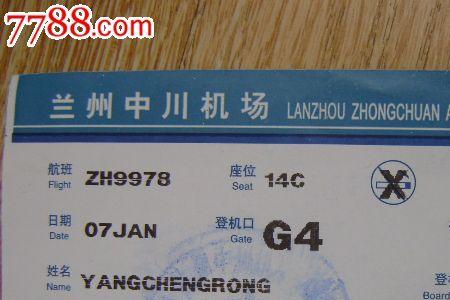 7788.com
兰州中川机场 LANZHOU ZHONGCHUAN A
航班 Flight ZH9978 座位 Seat 14C
日期 Date 07JAN 登机口 Gate G4
姓名 Name YANGCHENGRONG 登机 Board